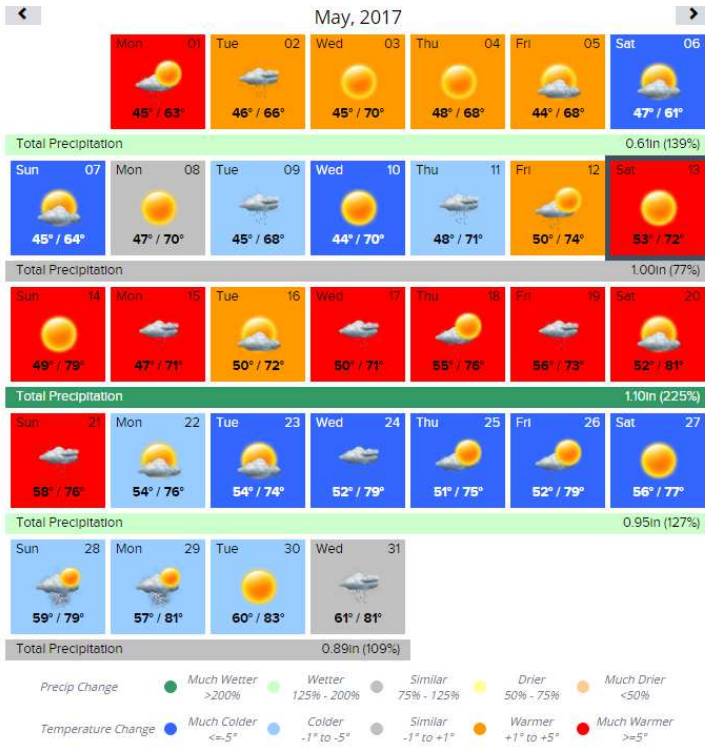 May, 2017
Mon 01 Tue 02 Wed 03 Thu 04 Fri 05 Sat 06
45° / 63° 46° / 66° 45° / 70° 48° / 68° 44° / 68° 47° / 61°
Total Precipitation 0.61in (139%)
Sun 07 Mon 08 Tue 09 Wed 10 Thu 11 Fri 12 Sat 13
45° / 64° 47° / 70° 45° / 68° 44° / 70° 48° / 71° 50° / 74° 53° / 72°
Total Precipitation 1.00in (77%)
Sun 14 Mon 15 Tue 16 Wed 17 Thu 18 Fri 19 Sat 20
49° / 79° 47° / 71° 50° / 72° 50° / 71° 55° / 76° 56° / 73° 52° / 81°
Total Precipitation 1.10in (225%)
Sun 21 Mon 22 Tue 23 Wed 24 Thu 25 Fri 26 Sat 27
58° / 76° 54° / 76° 54° / 74° 52° / 79° 51° / 75° 52° / 79° 56° / 77°
Total Precipitation 0.95in (127%)
Sun 28 Mon 29 Tue 30 Wed 31
59° / 79° 57° / 81° 60° / 83° 61° / 81°
Total Precipitation 0.89in (109%)
Precip Change Much Wetter Wetter Similar Drier Much Drier
>200% 125% - 200% 75% - 125% 50% - 75% <50%
Temperature Change Much Colder Colder Similar Warmer Much Warmer
<=-5° -1° to -5° -1° to +1° +1° to +5° >=5°